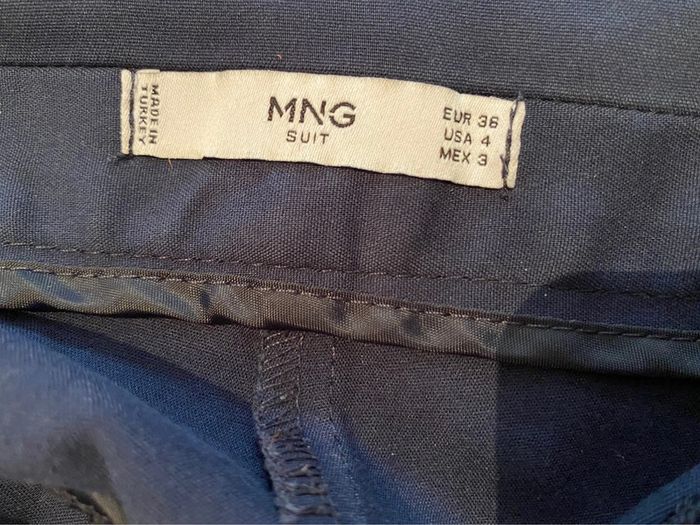 MADE IN
TURKEY
MNG
SUIT
EUR 36
USA 4
MEX 3